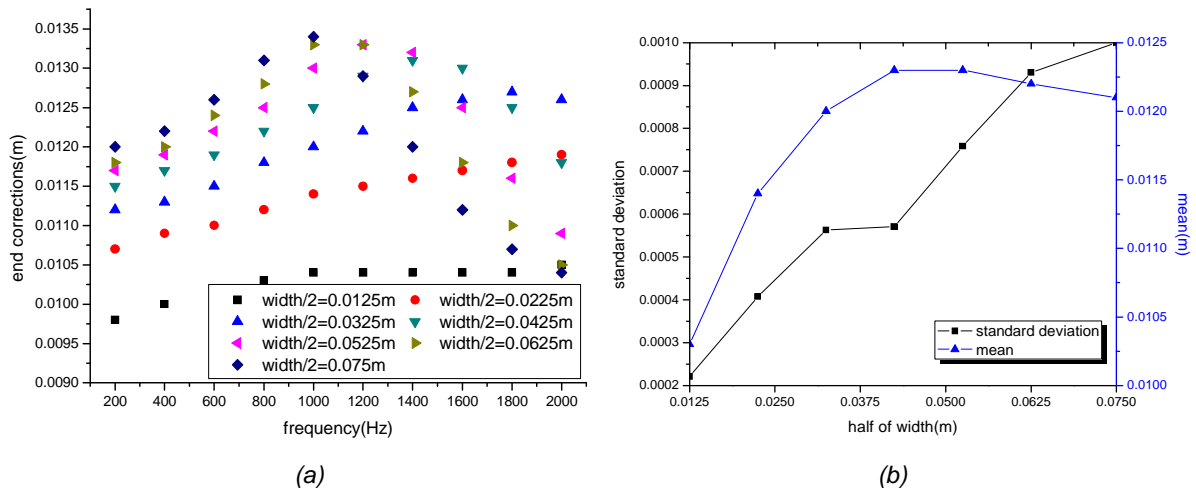 0.0135
0.0130
0.0125
0.0120
0.0115
0.0110
0.0105
0.0100
0.0095
0.0090
end corrections(m)
width/2=0.0125m width/2=0.0225m
width/2=0.0325m width/2=0.0425m
width/2=0.0525m width/2=0.0625m
width/2=0.075m
200 400 600 800 1000 1200 1400 1600 1800 2000
frequency(Hz)
(a)
0.0010
0.0009
0.0008
0.0007
0.0006
0.0005
0.0004
0.0003
0.0002
standard deviation
standard deviation
mean
0.0125
0.0120
0.0115
0.0110
0.0105
0.0100
mean(m)
0.0125 0.0250 0.0375 0.0500 0.0625 0.0750
half of width(m)
(b)